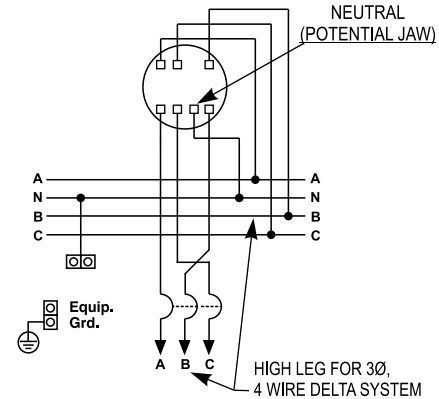 NEUTRAL
(POTENTIAL JAW)
A A
N N
B B
C C
Equip.
Grd.
A B C
HIGH LEG FOR 3Ø,
4 WIRE DELTA SYSTEM